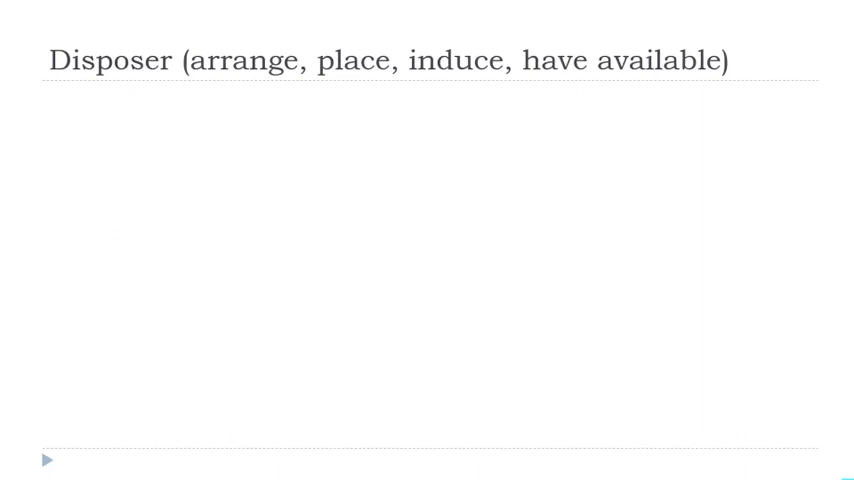 Disposer (arrange, place, induce, have available)